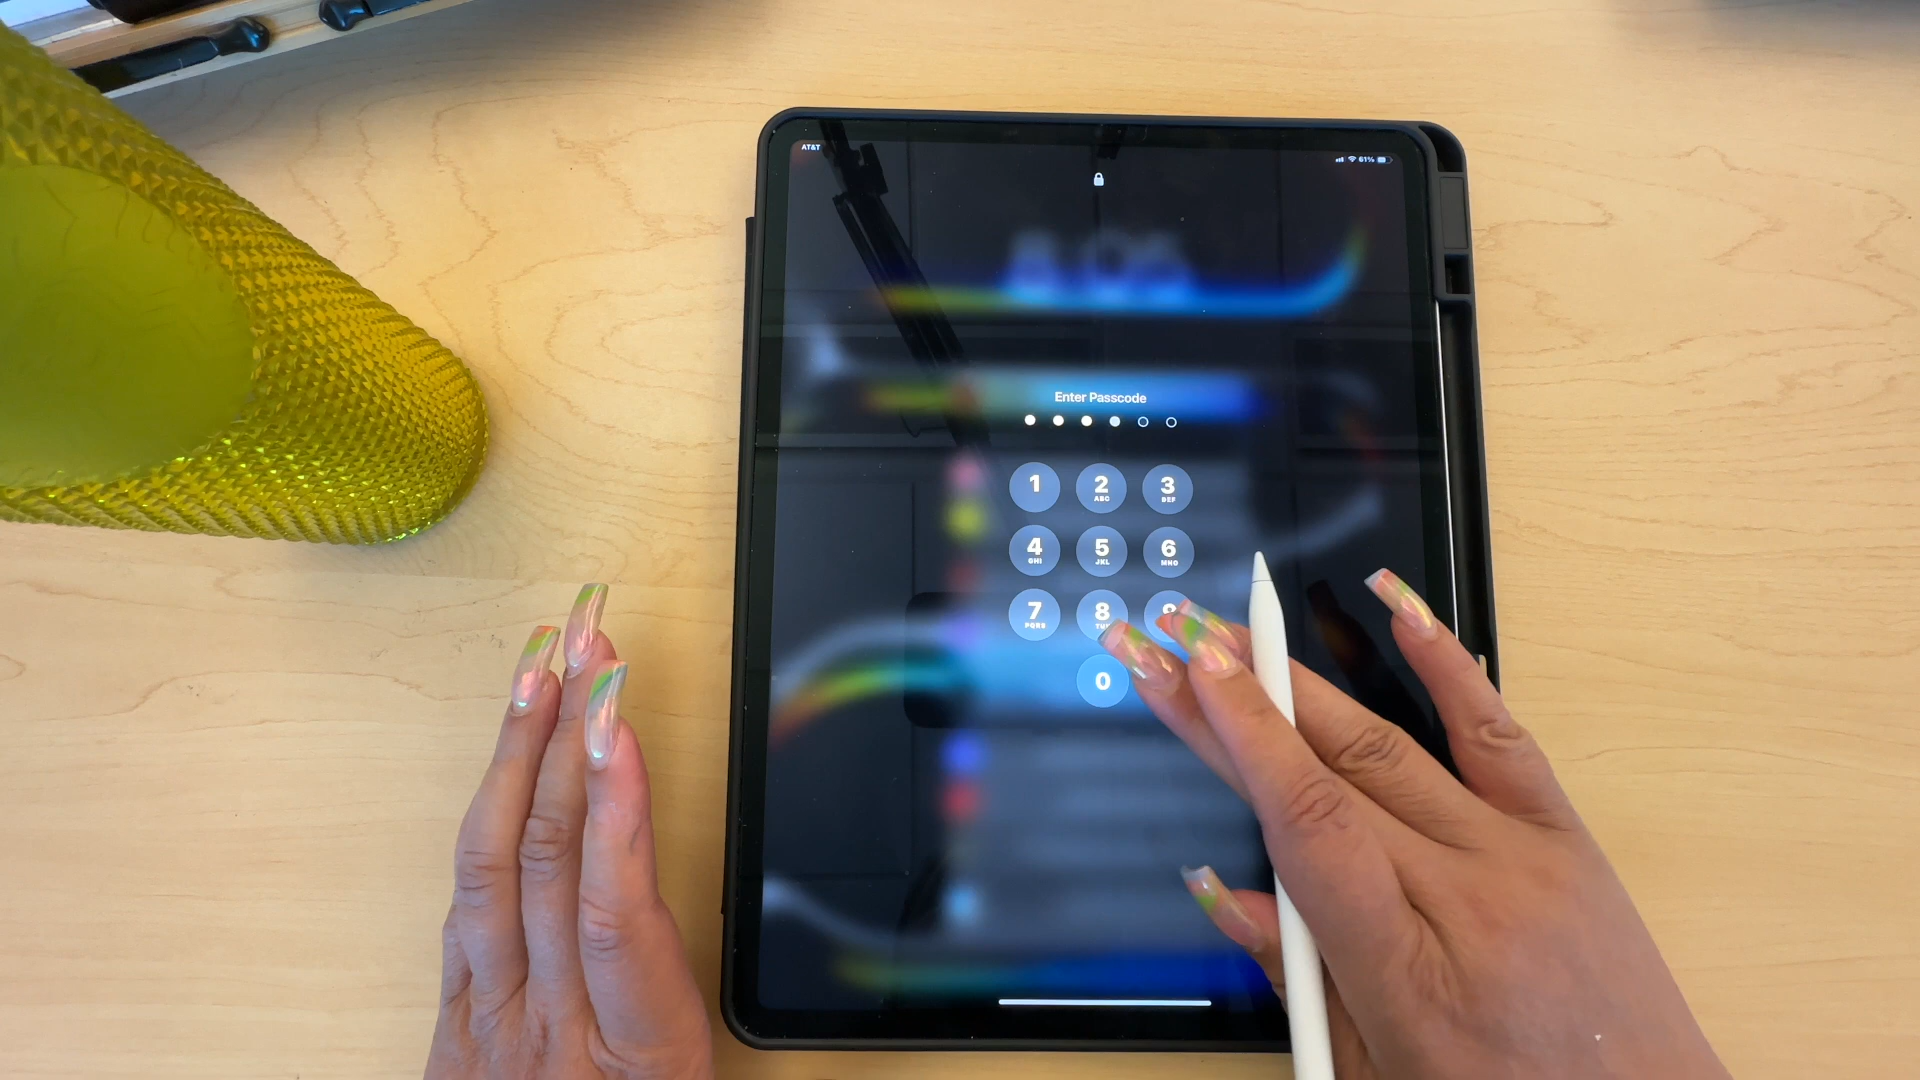 AT&T
61%
Enter Passcode
1 2 3
ABC DEF
4 5 6
GHI JKL MNO
7 8 9
PQRS
0